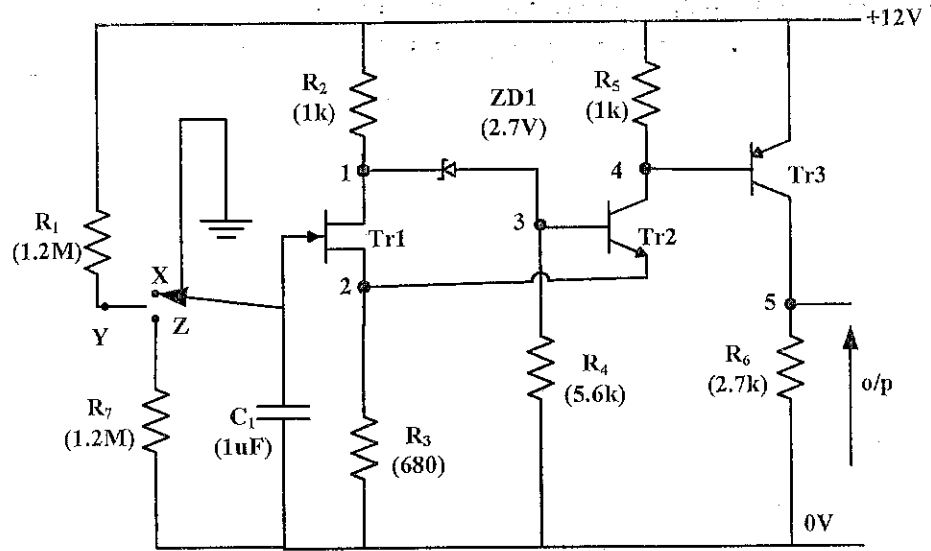 +12V
R2
(1k)
R5
(1k)
ZD1
(2.7V)
1
4
Tr3
R1
(1.2M)
3
Tr1
Tr2
X
2
Y
Z
5
R7
(1.2M)
C1
(1uF)
R3
(680)
R4
(5.6k)
R6
(2.7k)
o/p
0V